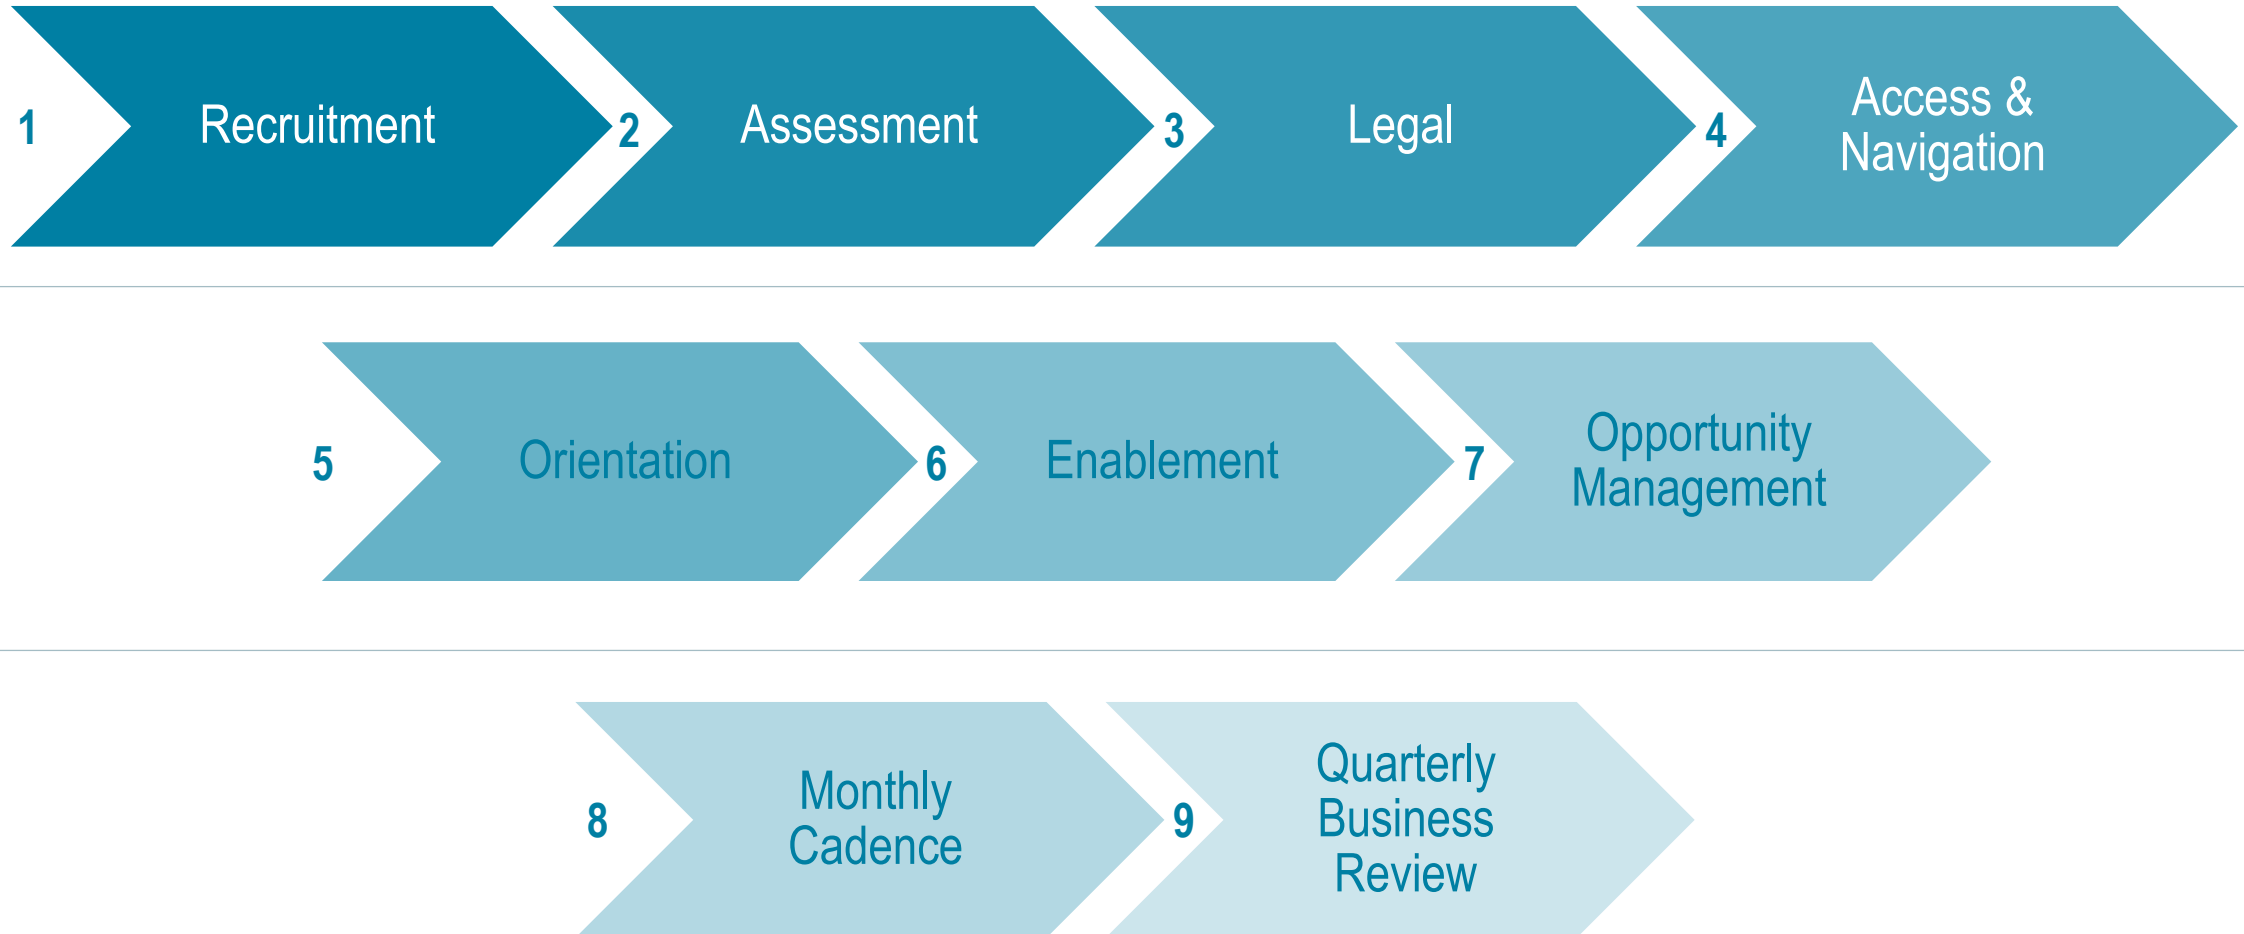 1
Recruitment
2
Assessment
3
Legal
4
Access &
Navigation
5
Orientation
6
Enablement
7
Opportunity
Management
8
Monthly
Cadence
9
Quarterly
Business
Review